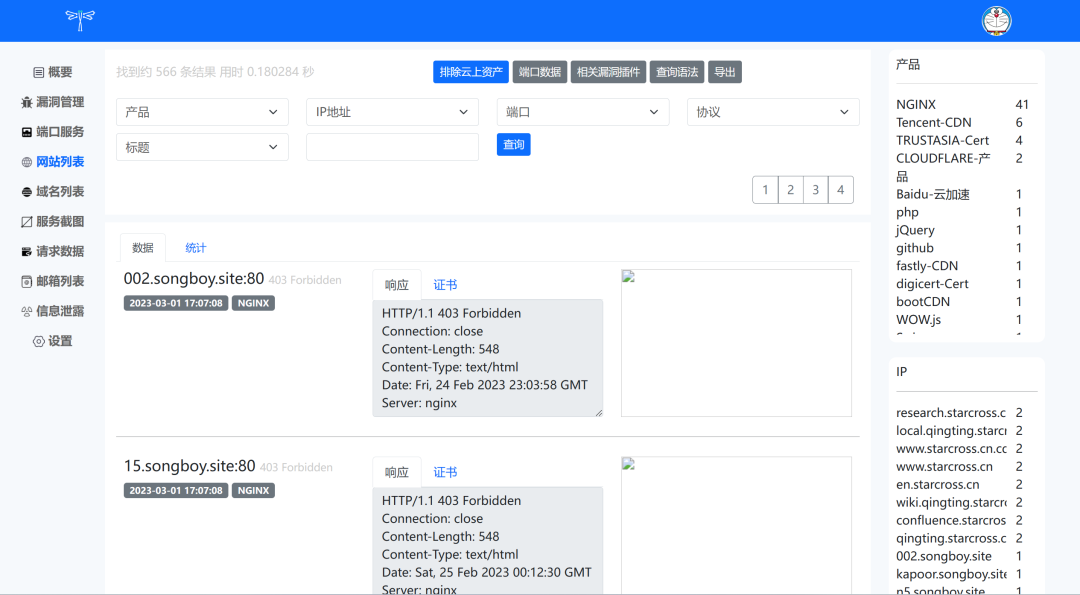 概要
漏洞管理
端口服务
网站列表
域名列表
服务截图
请求数据
邮箱列表
信息泄露
设置
找到约 566 条结果 用时 0.180284 秒
排除云上资产 端口数据 相关漏洞插件 查询语法 导出
产品 IP地址 端口 协议
标题 查询
1 2 3 4
数据 统计
002.songboy.site:80 403 Forbidden
2023-03-01 17:07:08 NGINX
响应 证书
HTTP/1.1 403 Forbidden
Connection: close
Content-Length: 548
Content-Type: text/html
Date: Fri, 24 Feb 2023 23:03:58 GMT
Server: nginx
15.songboy.site:80 403 Forbidden
2023-03-01 17:07:08 NGINX
响应 证书
HTTP/1.1 403 Forbidden
Connection: close
Content-Length: 548
Content-Type: text/html
Date: Sat, 25 Feb 2023 00:12:30 GMT
Server: nginx
产品
NGINX 41
Tencent-CDN 6
TRUSTASIA-Cert 4
CLOUDFLARE-产 2
品
Baidu-云加速 1
php 1
jQuery 1
github 1
fastly-CDN 1
digicert-Cert 1
bootCDN 1
WOW.js 1
IP
research.starcross.c 2
local.qingting.starcr 2
www.starcross.cn.cc 2
www.starcross.cn 2
en.starcross.cn 2
wiki.qingting.starcrc 2
confluence.starcros 2
qingting.starcross.c 2
002.songboy.site 1
kapoor.songboy.site 1
n5.songboy.site 1